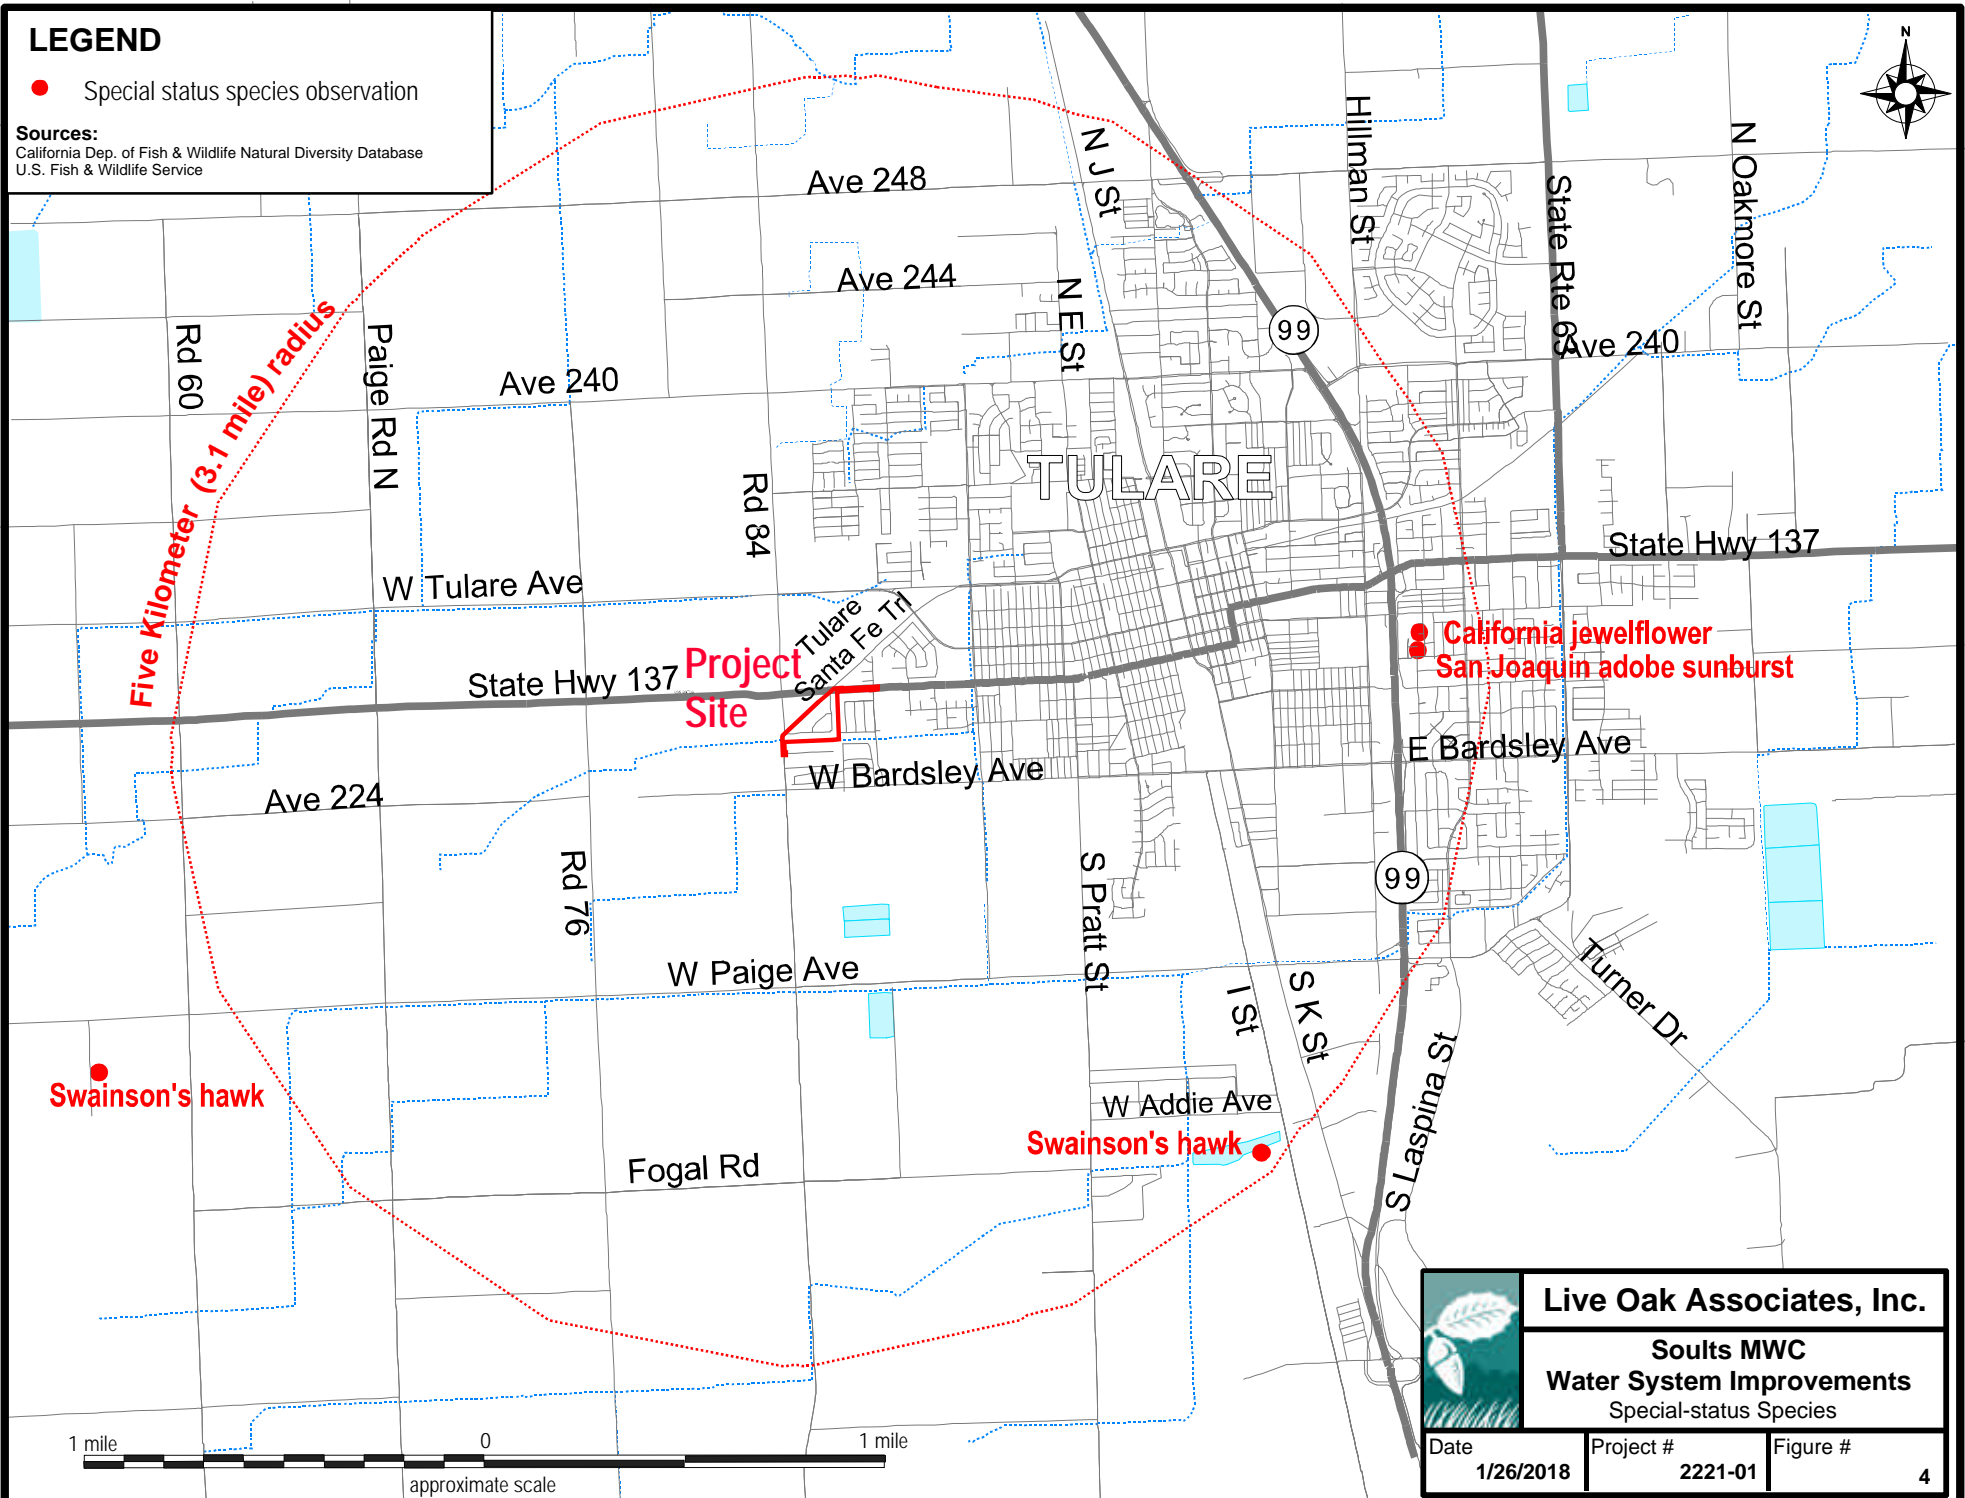 LEGEND
Special status species observation
Sources:
California Dep. of Fish & Wildlife Natural Diversity Database
U.S. Fish & Wildlife Service
N
Ave 248
N J St
Hillman St
State Rte 63
N Oakmore St
Ave 244
N E St
99
Rd 60
Five Kilometer (3.1 mile) radius
Paige Rd N
Ave 240
Ave 240
Rd 84
TULARE
State Hwy 137
W Tulare Ave
Tulare
Santa Fe Trl
Project
Site
State Hwy 137
California jewelflower
San Joaquin adobe sunburst
E Bardsley Ave
W Bardsley Ave
Ave 224
Rd 76
S Pratt St
99
W Paige Ave
I St
S K St
Turner Dr
S Laspina St
Swainson's hawk
W Addie Ave
Swainson's hawk
Fogal Rd
1 mile
0
1 mile
approximate scale
Live Oak Associates, Inc.
Soults MWC
Water System Improvements
Special-status Species
Date
1/26/2018
Project #
2221-01
Figure #
4